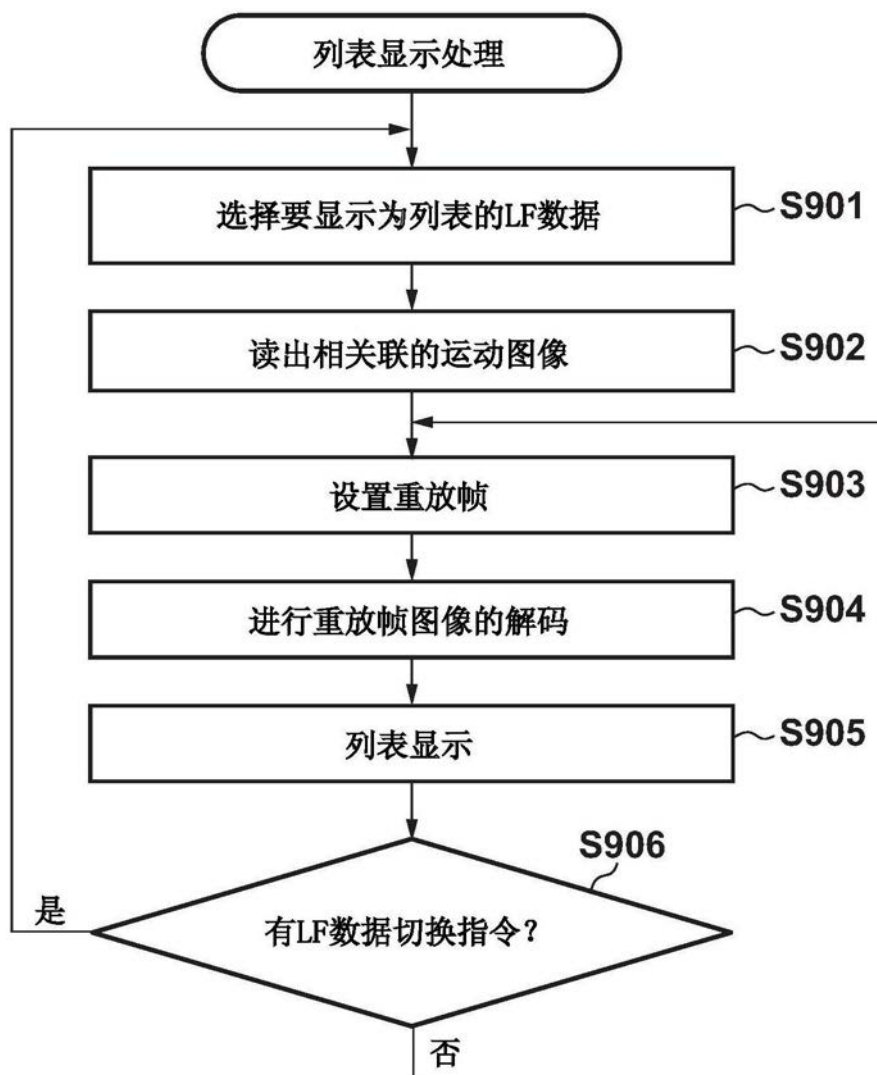 列表显示处理
选择要显示为列表的LF数据
S901
读出相关联的运动图像
S902
设置重放帧
S903
进行重放帧图像的解码
S904
列表显示
S905
S906
有LF数据切换指令?
是
否